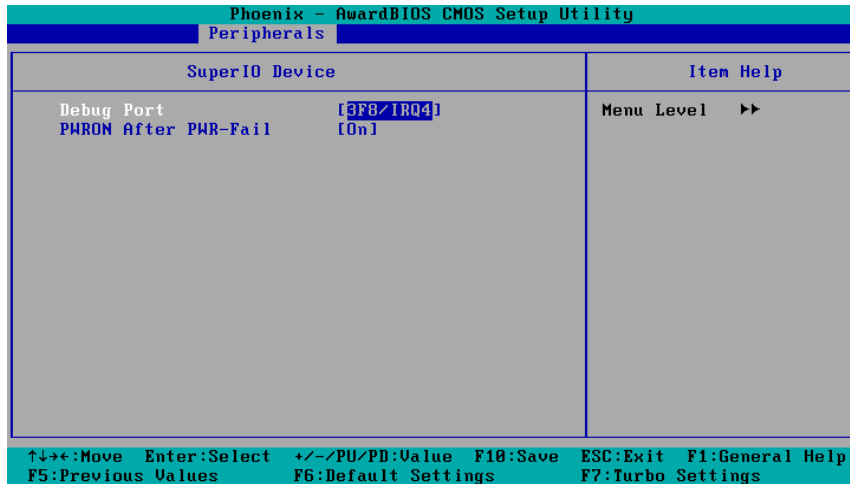 Phoenix - AwardBIOS CMOS Setup Utility
Peripherals
SuperIO Device
Item Help
Debug Port [3F8/IRQ4]
Menu Level ▶▶
PWRON After PWR-Fail [On]
↑↓→←:Move Enter:Select +/-/PU/PD:Value F10:Save ESC:Exit F1:General Help
F5:Previous Values F6:Default Settings F7:Turbo Settings